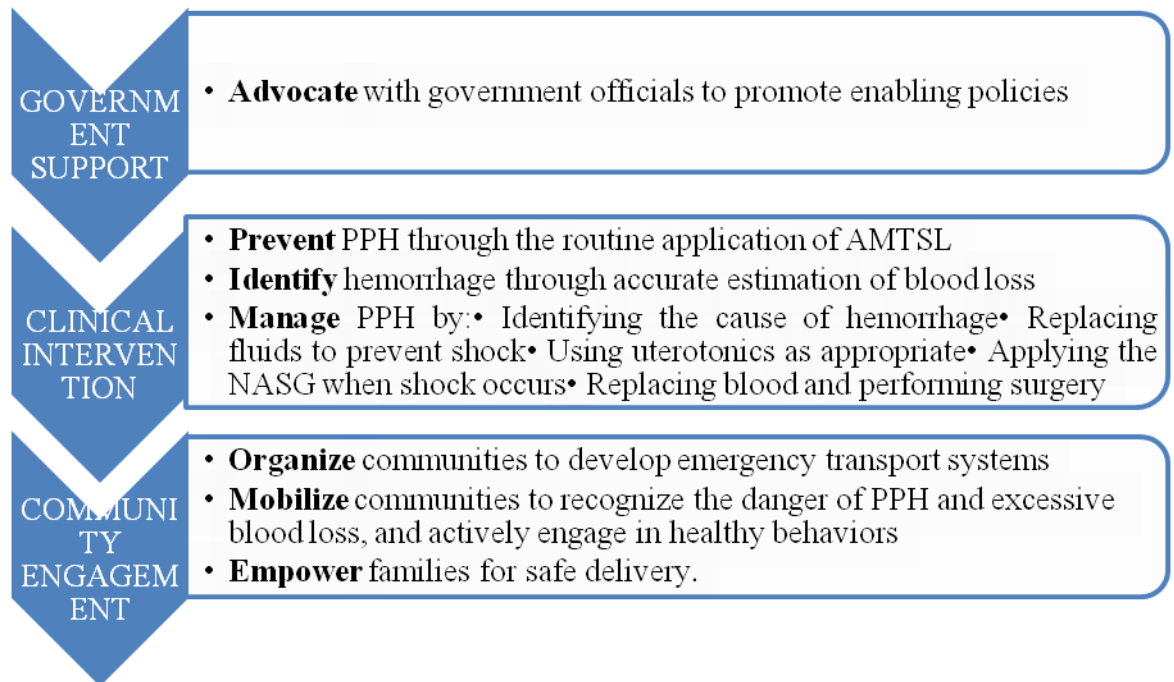 GOVERNM
ENT
SUPPORT
• Advocate with government officials to promote enabling policies
CLINICAL
INTERVEN
TION
• Prevent PPH through the routine application of AMTSL
• Identify hemorrhage through accurate estimation of blood loss
• Manage PPH by:• Identifying the cause of hemorrhage• Replacing
fluids to prevent shock• Using uterotonics as appropriate• Applying the
NASG when shock occurs• Replacing blood and performing surgery
COMMUNI
TY
ENGAGEM
ENT
• Organize communities to develop emergency transport systems
• Mobilize communities to recognize the danger of PPH and excessive
blood loss, and actively engage in healthy behaviors
• Empower families for safe delivery.